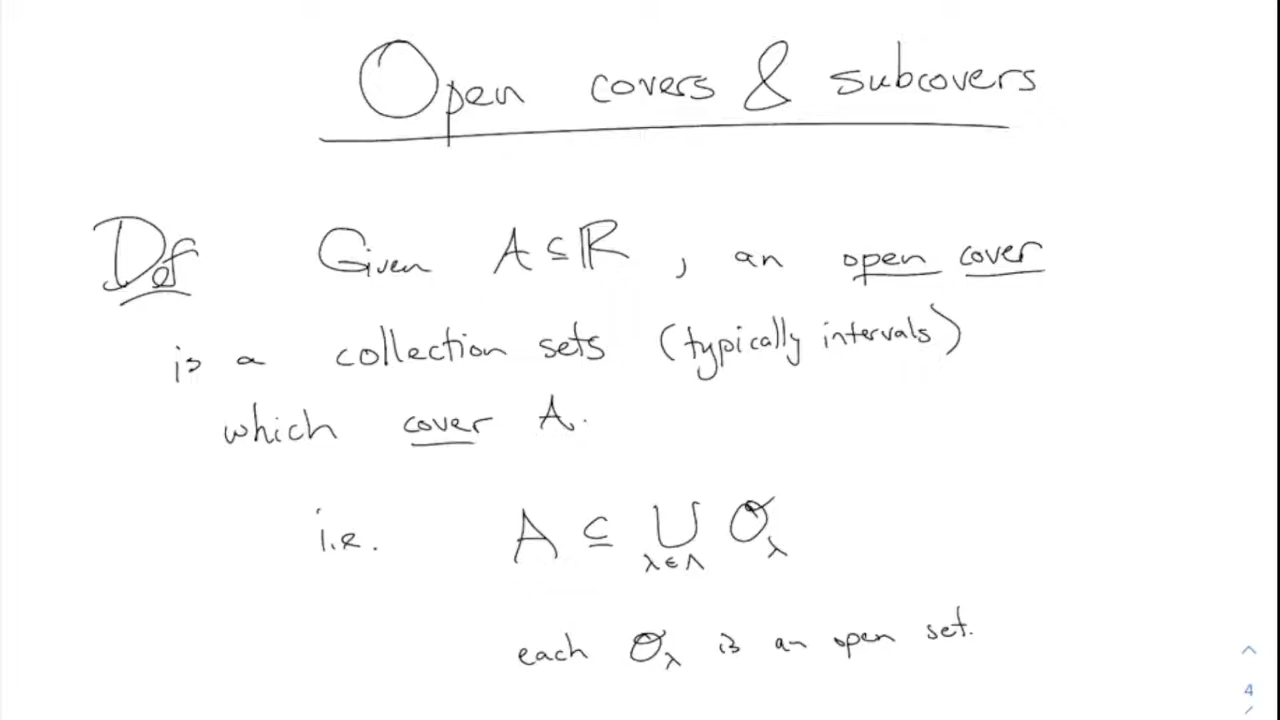 Open covers & subcovers
Def Given A ⊆ ℝ, an open cover
is a collection sets (typically intervals)
which cover A.
i.e. A ⊆ ⋃_{λ∈Λ} 𝒪_λ
each 𝒪_λ is an open set.
4